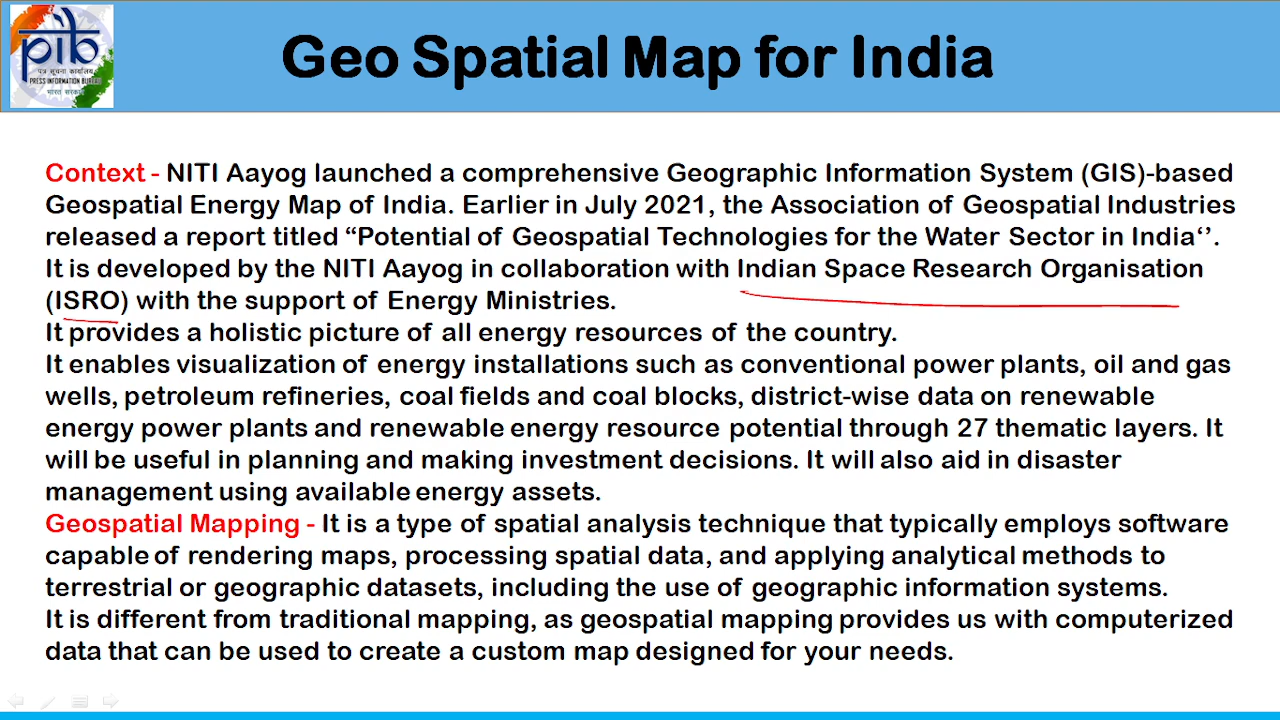 pib
पत्र सूचना कार्यालय
PRESS INFORMATION BUREAU
भारत सरकार
Geo Spatial Map for India
Context - NITI Aayog launched a comprehensive Geographic Information System (GIS)-based
Geospatial Energy Map of India. Earlier in July 2021, the Association of Geospatial Industries
released a report titled “Potential of Geospatial Technologies for the Water Sector in India‘’.
It is developed by the NITI Aayog in collaboration with Indian Space Research Organisation
(ISRO) with the support of Energy Ministries.
It provides a holistic picture of all energy resources of the country.
It enables visualization of energy installations such as conventional power plants, oil and gas
wells, petroleum refineries, coal fields and coal blocks, district-wise data on renewable
energy power plants and renewable energy resource potential through 27 thematic layers. It
will be useful in planning and making investment decisions. It will also aid in disaster
management using available energy assets.
Geospatial Mapping - It is a type of spatial analysis technique that typically employs software
capable of rendering maps, processing spatial data, and applying analytical methods to
terrestrial or geographic datasets, including the use of geographic information systems.
It is different from traditional mapping, as geospatial mapping provides us with computerized
data that can be used to create a custom map designed for your needs.